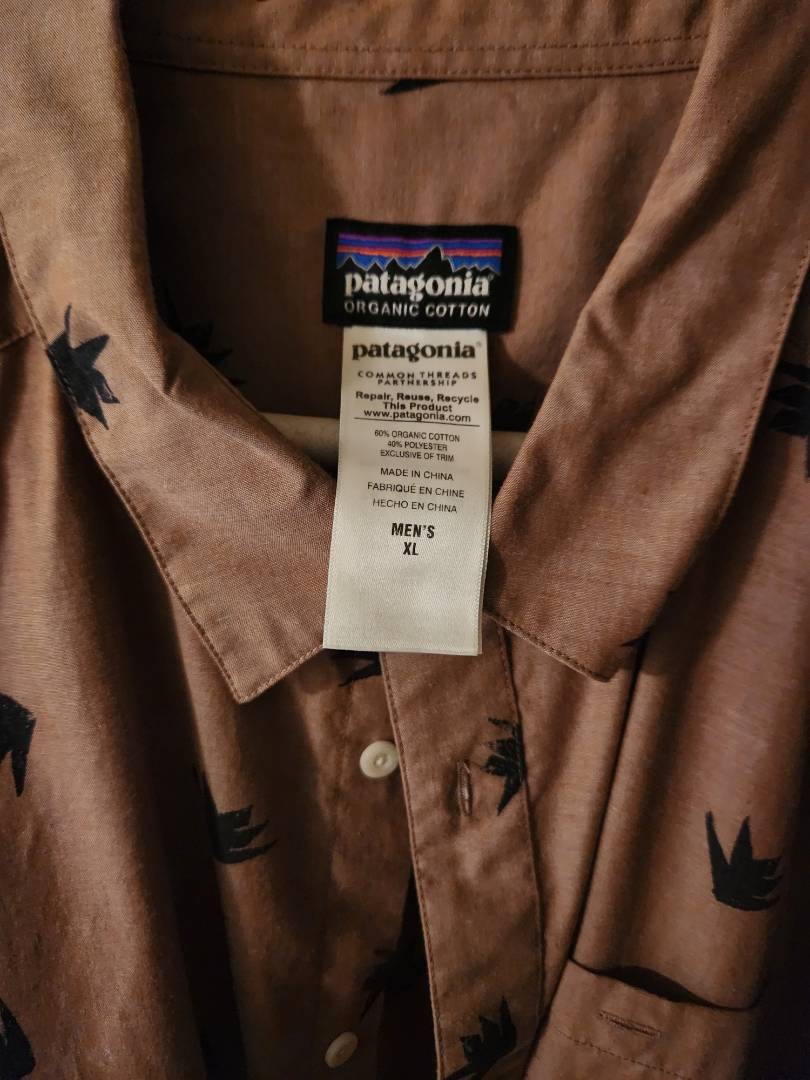 patagonia®
ORGANIC COTTON
patagonia®
COMMON THREADS
PARTNERSHIP
Repair, Reuse, Recycle
This Product
www.patagonia.com
60% ORGANIC COTTON
40% POLYESTER
EXCLUSIVE OF TRIM
MADE IN CHINA
FABRIQUÉ EN CHINE
HECHO EN CHINA
MEN'S
XL